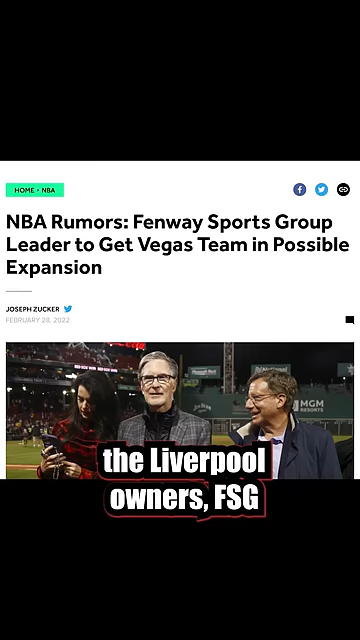 HOME • NBA
NBA Rumors: Fenway Sports Group
Leader to Get Vegas Team in Possible
Expansion
JOSEPH ZUCKER
FEBRUARY 28, 2022
MGM
RESORTS
the Liverpool
owners, FSG